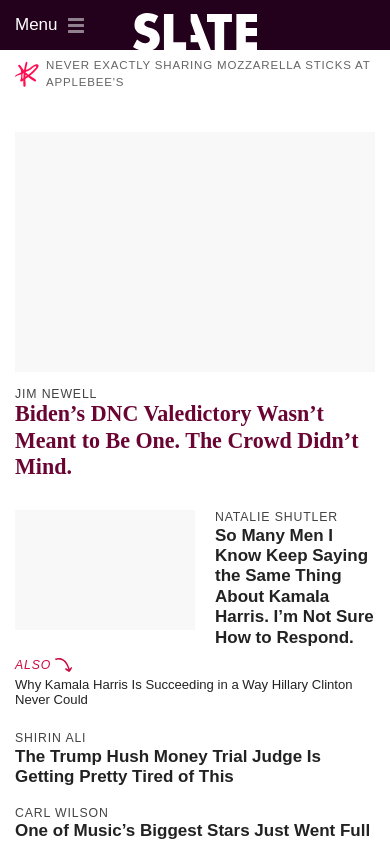 Menu
SLATE
NEVER EXACTLY SHARING MOZZARELLA STICKS AT
APPLEBEE'S
JIM NEWELL
Biden’s DNC Valedictory Wasn’t
Meant to Be One. The Crowd Didn’t
Mind.
NATALIE SHUTLER
So Many Men I
Know Keep Saying
the Same Thing
About Kamala
Harris. I’m Not Sure
How to Respond.
ALSO
Why Kamala Harris Is Succeeding in a Way Hillary Clinton
Never Could
SHIRIN ALI
The Trump Hush Money Trial Judge Is
Getting Pretty Tired of This
CARL WILSON
One of Music’s Biggest Stars Just Went Full